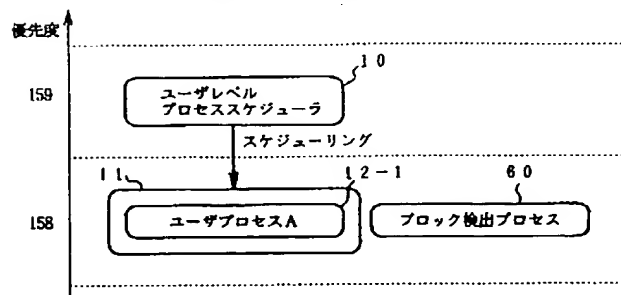 優先度
10
159
ユーザレベル
プロセススケジューラ
スケジューリング
11
12-1
60
158
ユーザプロセスA
ブロック検出プロセス